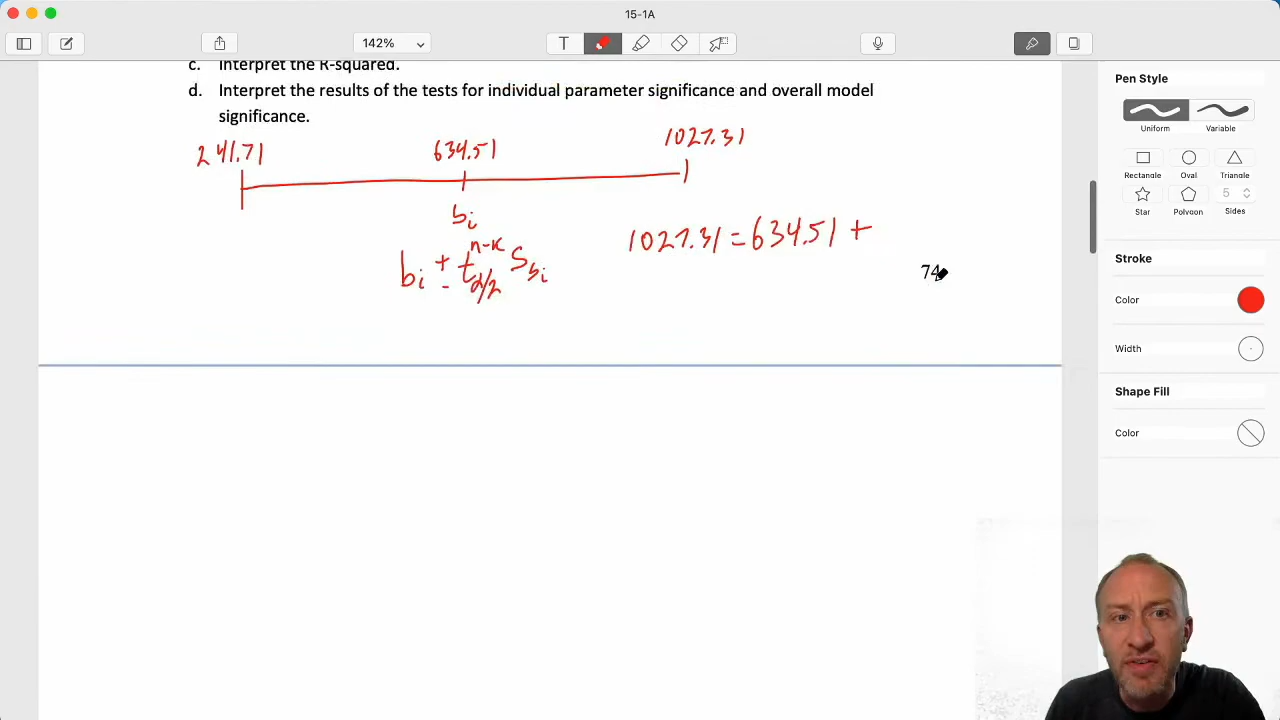 15-1A
142%
T
c. Interpret the R-squared.
d. Interpret the results of the tests for individual parameter significance and overall model
significance.
241.71 634.51 1027.31
bi
bi ± t n-k α/2 Sbi
1027.31 = 634.51 +
74
Pen Style
Uniform Variable
Rectangle Oval Triangle
5
Star Polygon Sides
Stroke
Color
Width
Shape Fill
Color